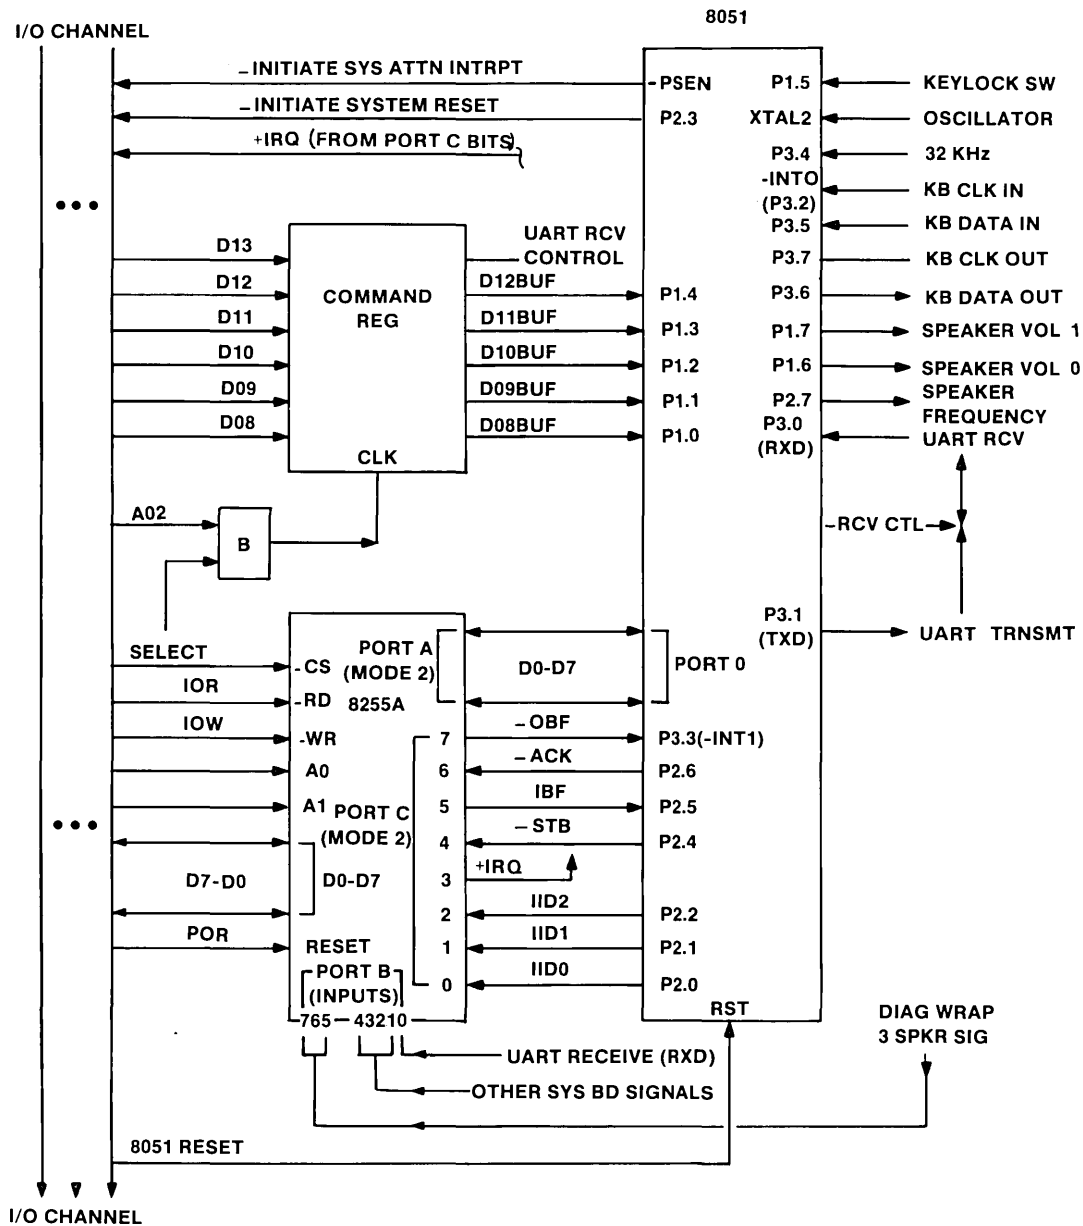 8051
I/O CHANNEL
–INITIATE SYS ATTN INTRPT
-PSEN
P1.5
KEYLOCK SW
–INITIATE SYSTEM RESET
P2.3
XTAL2
OSCILLATOR
+IRQ (FROM PORT C BITS)
P3.4
32 KHz
-INTO
(P3.2)
KB CLK IN
P3.5
KB DATA IN
D13
UART RCV
CONTROL
P3.7
KB CLK OUT
D12
COMMAND
REG
D12BUF
P1.4
P3.6
KB DATA OUT
D11
D11BUF
P1.3
P1.7
SPEAKER VOL 1
D10
D10BUF
P1.2
P1.6
SPEAKER VOL 0
D09
D09BUF
P1.1
P2.7
SPEAKER
FREQUENCY
D08
D08BUF
P1.0
P3.0
(RXD)
UART RCV
CLK
A02
B
–RCV CTL
P3.1
(TXD)
UART TRNSMT
SELECT
-CS
PORT A
(MODE 2)
D0-D7
PORT 0
IOR
-RD
8255A
IOW
-WR
7
–OBF
P3.3(-INT1)
A0
6
–ACK
P2.6
A1
PORT C
(MODE 2)
5
IBF
P2.5
4
–STB
P2.4
D7-D0
D0-D7
3
+IRQ
2
IID2
P2.2
POR
RESET
1
IID1
P2.1
PORT B
(INPUTS)
0
IID0
P2.0
765
43210
RST
DIAG WRAP
3 SPKR SIG
UART RECEIVE (RXD)
OTHER SYS BD SIGNALS
8051 RESET
I/O CHANNEL